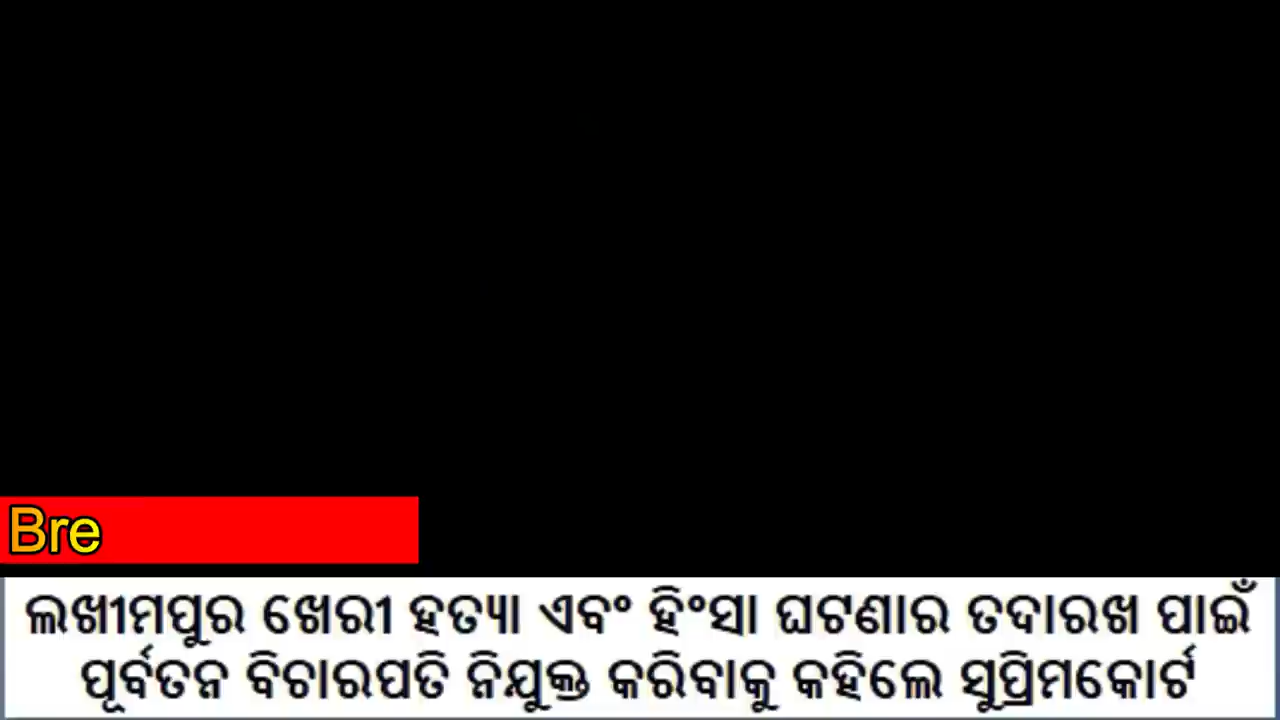 Bre
ଲଖୀମପୁର ଖେରୀ ହତ୍ୟା ଏବଂ ହିଂସା ଘଟଣାର ତଦାରଖ ପାଇଁ
ପୂର୍ବତନ ବିଚାରପତି ନିଯୁକ୍ତ କରିବାକୁ କହିଲେ ସୁପ୍ରିମକୋର୍ଟ